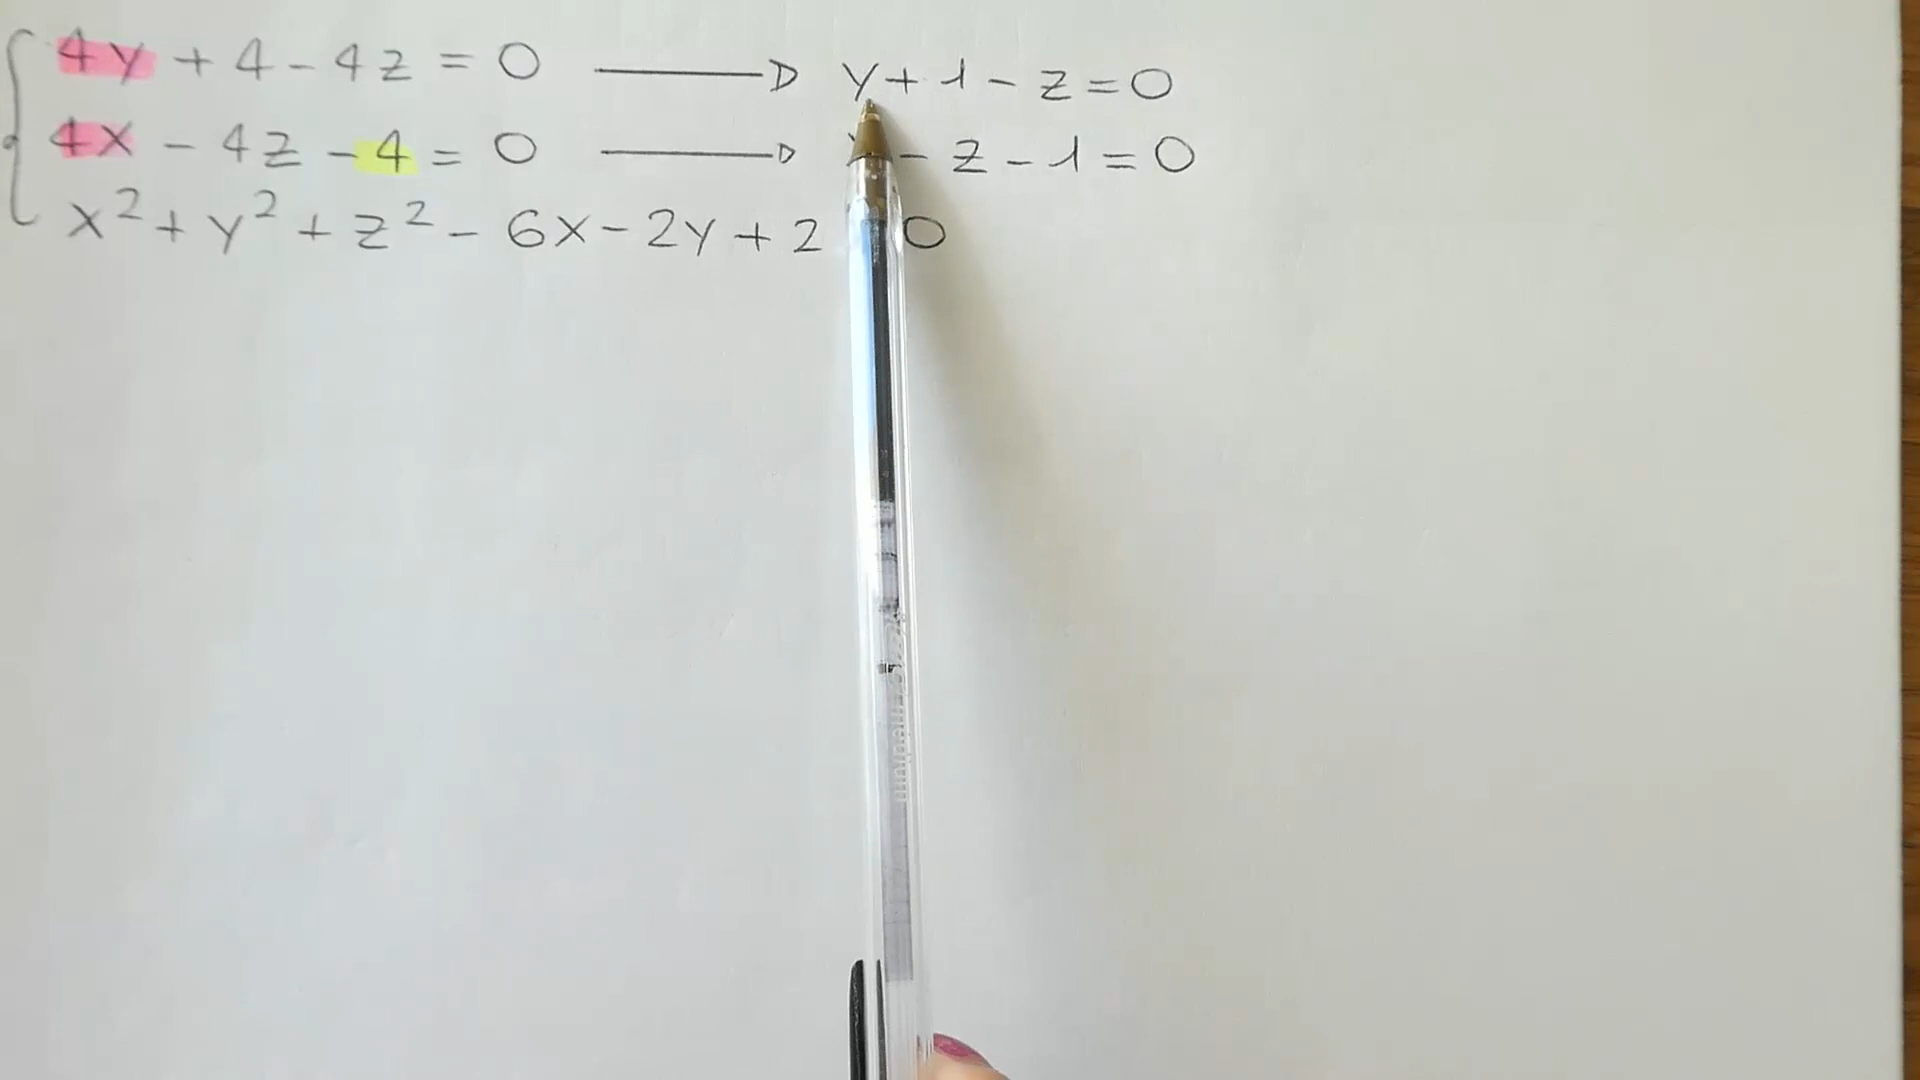 4y + 4 - 4z = 0 ⟶ y + 1 - z = 0
4x - 4z - 4 = 0 ⟶ - z - 1 = 0
x² + y² + z² - 6x - 2y + 2 0
medium